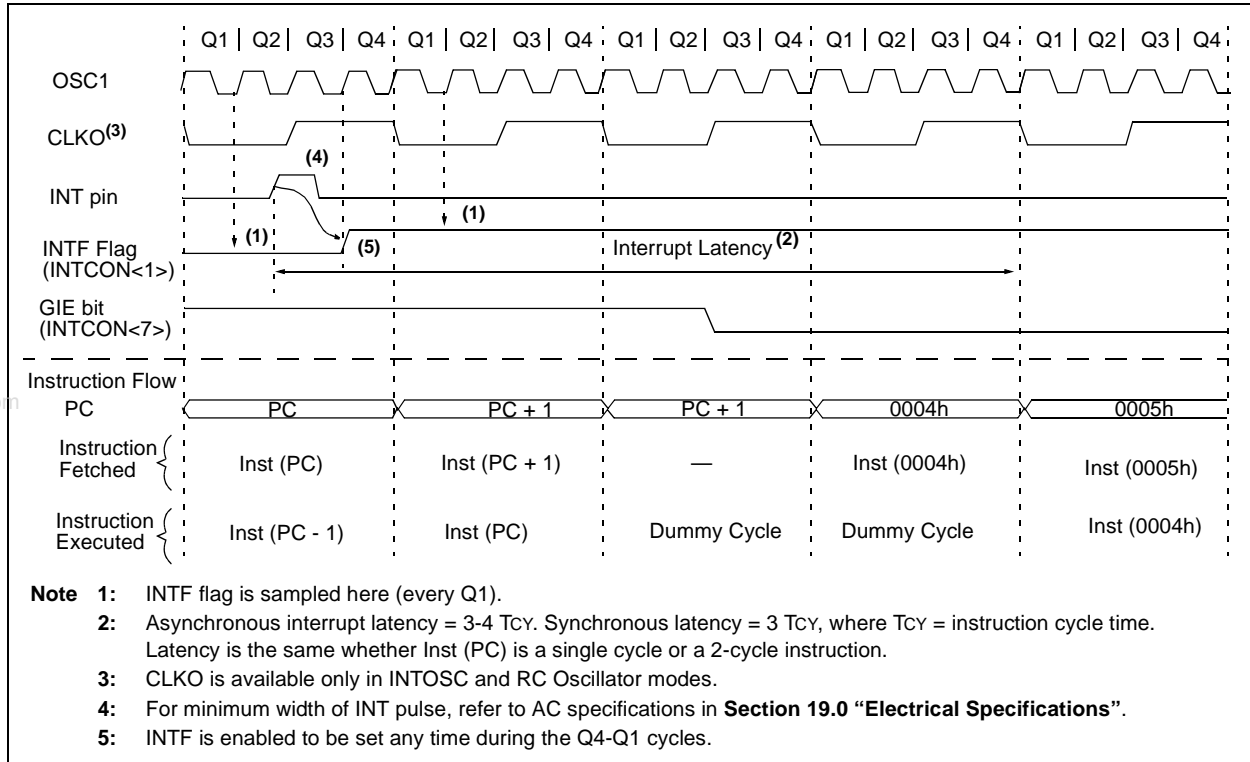 Q1 | Q2 | Q3 | Q4 Q1 | Q2 | Q3 | Q4 Q1 | Q2 | Q3 | Q4 Q1 | Q2 | Q3 | Q4 Q1 | Q2 | Q3 | Q4
OSC1
CLKO(3)
(4)
INT pin
(1)
(1)
INTF Flag
(INTCON<1>)
(5)
Interrupt Latency(2)
GIE bit
(INTCON<7>)
Instruction Flow
om
PC PC PC + 1 PC + 1 0004h 0005h
Instruction
Fetched
Inst (PC) Inst (PC + 1) — Inst (0004h) Inst (0005h)
Instruction
Executed
Inst (PC - 1) Inst (PC) Dummy Cycle Dummy Cycle Inst (0004h)
Note 1: INTF flag is sampled here (every Q1).
2: Asynchronous interrupt latency = 3-4 TCY. Synchronous latency = 3 TCY, where TCY = instruction cycle time.
Latency is the same whether Inst (PC) is a single cycle or a 2-cycle instruction.
3: CLKO is available only in INTOSC and RC Oscillator modes.
4: For minimum width of INT pulse, refer to AC specifications in Section 19.0 “Electrical Specifications”.
5: INTF is enabled to be set any time during the Q4-Q1 cycles.